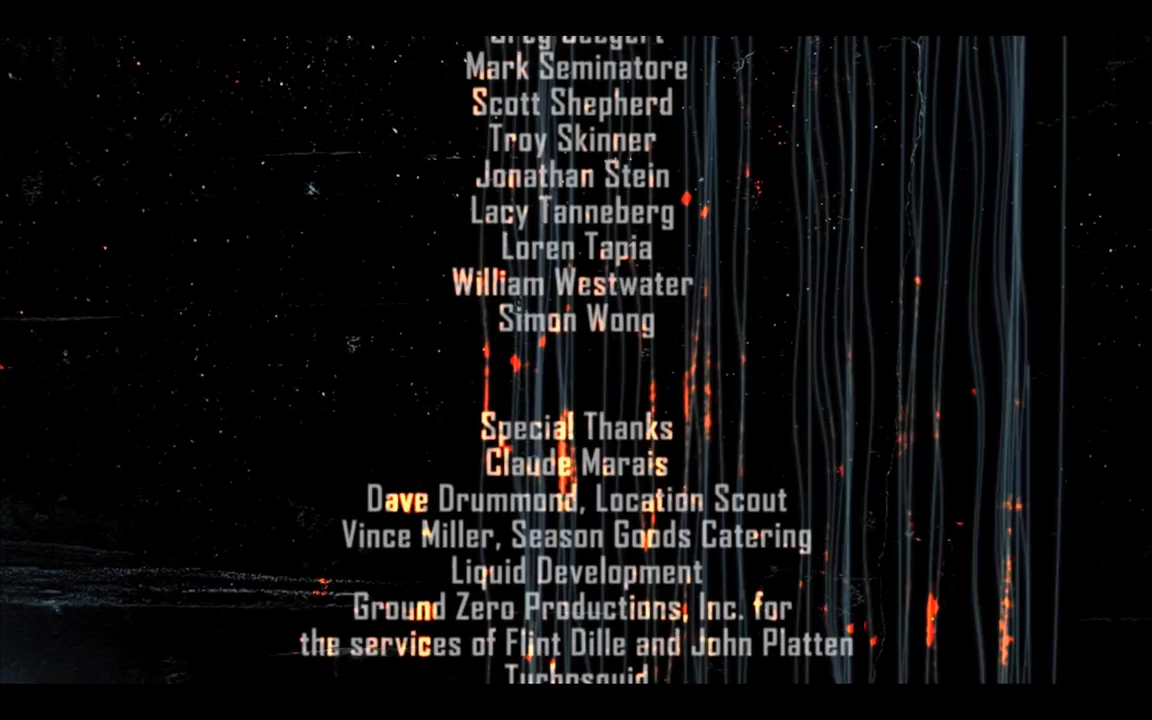 Mark Seminatore
Scott Shepherd
Troy Skinner
Jonathan Stein
Lacy Tanneberg
Loren Tapia
William Westwater
Simon Wong
Special Thanks
Claude Marais
Dave Drummond, Location Scout
Vince Miller, Season Goods Catering
Liquid Development
Ground Zero Productions, Inc. for
the services of Flint Dille and John Platten
Turbosquid